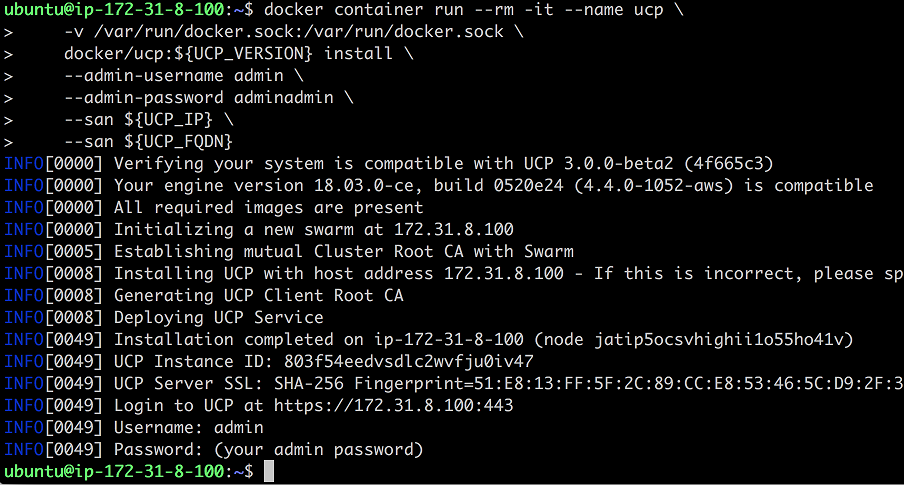 ubuntu@ip-172-31-8-100:~$ docker container run --rm -it --name ucp \
>     -v /var/run/docker.sock:/var/run/docker.sock \
>     docker/ucp:${UCP_VERSION} install \
>     --admin-username admin \
>     --admin-password adminadmin \
>     --san ${UCP_IP} \
>     --san ${UCP_FQDN}
INFO[0000] Verifying your system is compatible with UCP 3.0.0-beta2 (4f665c3)
INFO[0000] Your engine version 18.03.0-ce, build 0520e24 (4.4.0-1052-aws) is compatible
INFO[0000] All required images are present
INFO[0000] Initializing a new swarm at 172.31.8.100
INFO[0005] Establishing mutual Cluster Root CA with Swarm
INFO[0008] Installing UCP with host address 172.31.8.100 - If this is incorrect, please sp
INFO[0008] Generating UCP Client Root CA
INFO[0008] Deploying UCP Service
INFO[0049] Installation completed on ip-172-31-8-100 (node jatip5ocsvhighii1o55ho41v)
INFO[0049] UCP Instance ID: 803f54eedvsdlc2wvfju0iv47
INFO[0049] UCP Server SSL: SHA-256 Fingerprint=51:E8:13:FF:5F:2C:89:CC:E8:53:46:5C:D9:2F:3
INFO[0049] Login to UCP at https://172.31.8.100:443
INFO[0049] Username: admin
INFO[0049] Password: (your admin password)
ubuntu@ip-172-31-8-100:~$